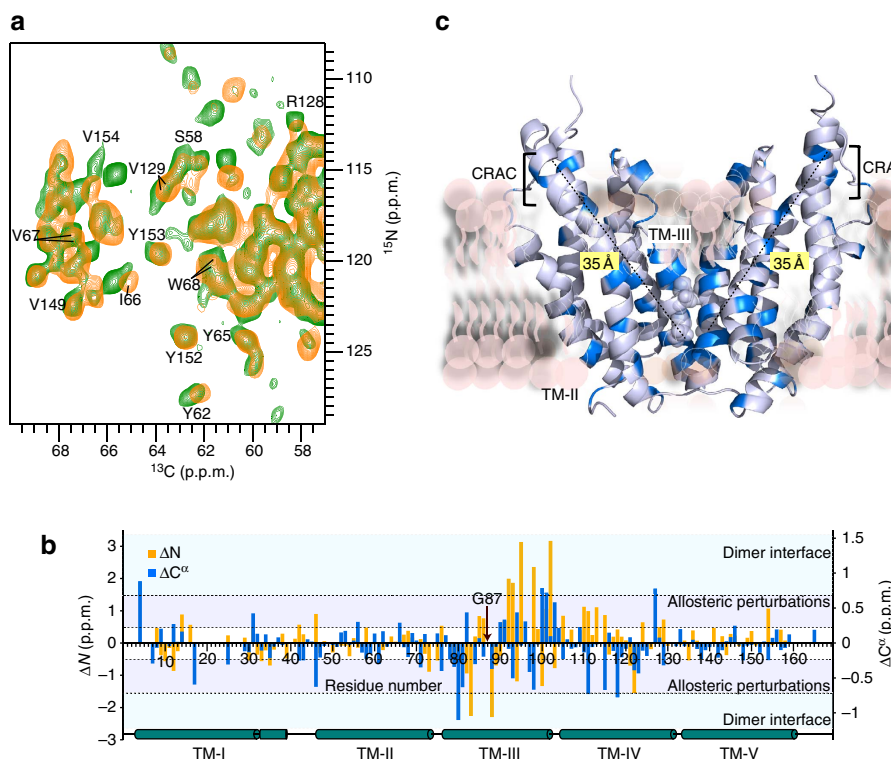 a
110
115
120
125
15N (p.p.m.)
R128
V154
S58
V129
V67
Y153
W68
V149
I66
Y65
Y152
Y62
68
66
64
62
60
58
13C (p.p.m.)
c
CRAC
CRA
TM-III
35 Å
35 Å
TM-II
b
ΔN
ΔCα
G87
Dimer interface
Allosteric perturbations
Residue number
Allosteric perturbations
Dimer interface
ΔN (p.p.m.)
3
2
1
0
−1
−2
−3
ΔCα (p.p.m.)
1.5
1
0.5
0
−0.5
−1
10
20
30
40
50
60
70
80
90
100
110
120
130
140
150
160
TM-I
TM-II
TM-III
TM-IV
TM-V